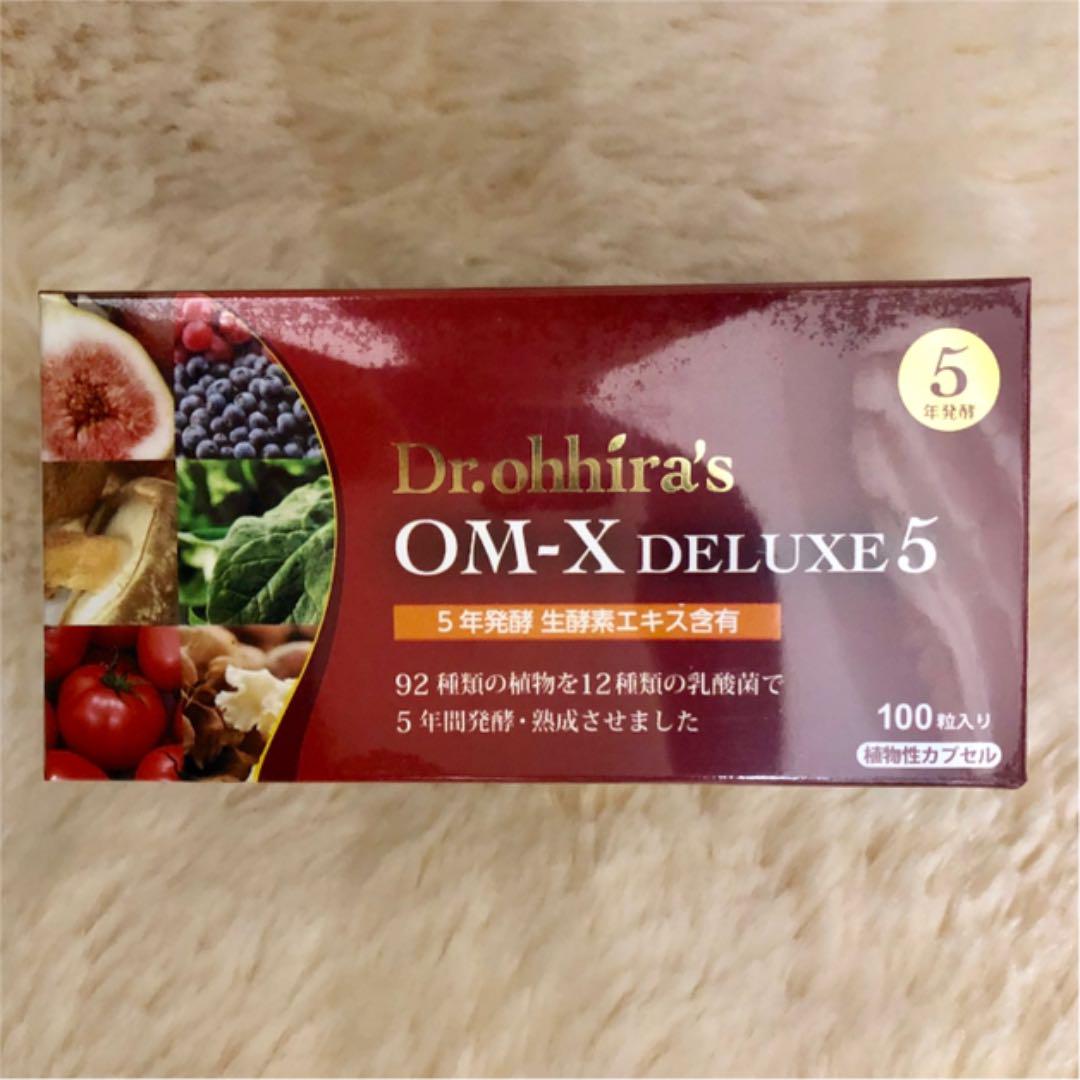 5
年発酵
Dr.ohhira's
OM-X DELUXE 5
5年発酵 生酵素エキス含有
92種類の植物を12種類の乳酸菌で
5年間発酵・熟成させました
100粒入り
植物性カプセル